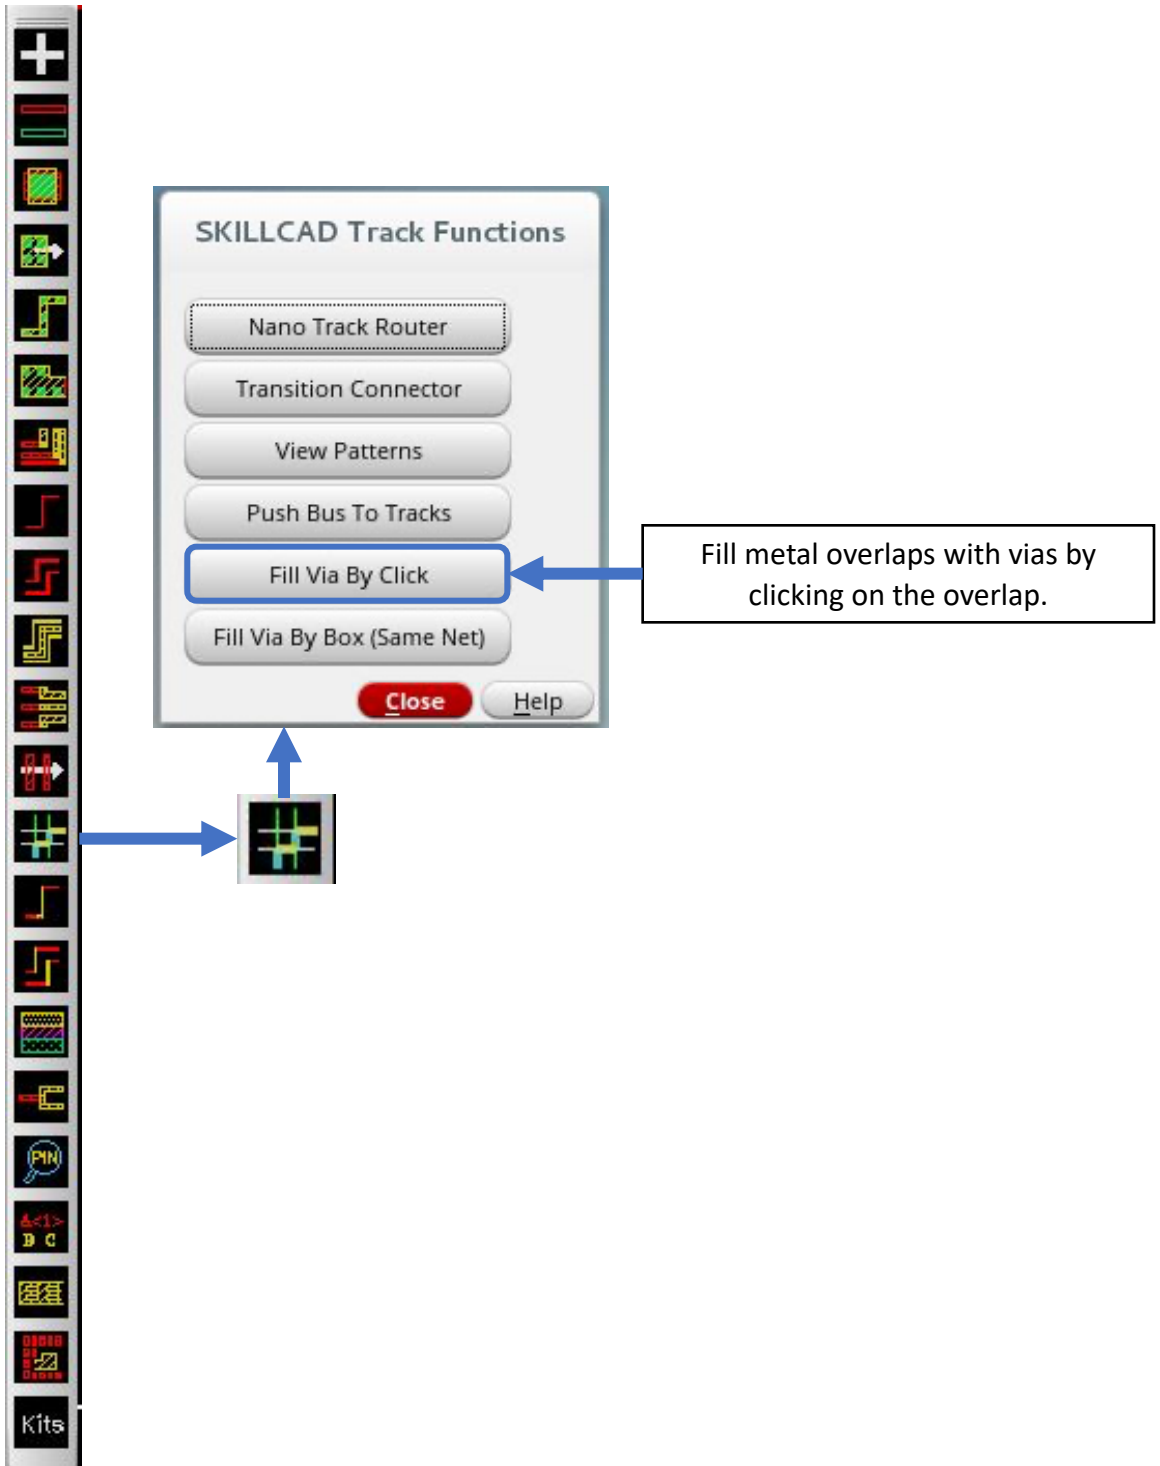 SKILLCAD Track Functions
Nano Track Router
Transition Connector
View Patterns
Push Bus To Tracks
Fill Via By Click
Fill Via By Box (Same Net)
Close
Help
Fill metal overlaps with vias by
clicking on the overlap.
PIN
A<1>
B C
Kits